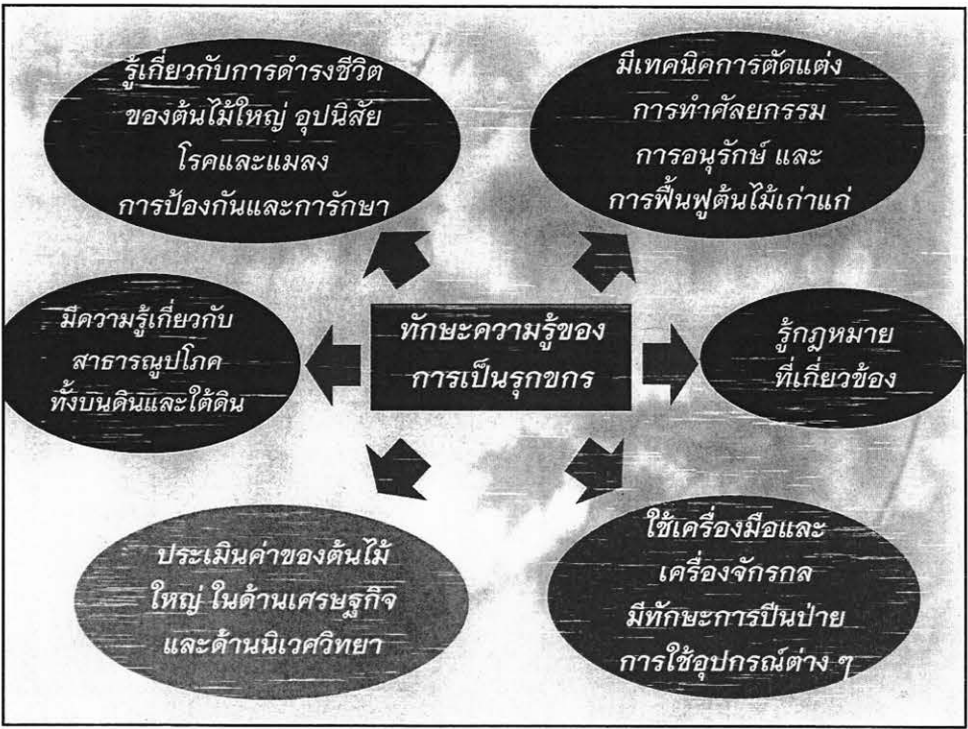 รู้เกี่ยวกับการดำรงชีวิต
ของต้นไม้ใหญ่ อุปนิสัย
โรคและแมลง
การป้องกันและการักษา
มีเทคนิคการตัดแต่ง
การทำศัลยกรรม
การอนุรักษ์ และ
การฟื้นฟูต้นไม้เก่าแก่
มีความรู้เกี่ยวกับ
สาธารณูปโภค
ทั้งบนดินและใต้ดิน
ทักษะความรู้ของ
การเป็นรุกขกร
รู้กฎหมาย
ที่เกี่ยวข้อง
ประเมินค่าของต้นไม้
ใหญ่ ในด้านเศรษฐกิจ
และด้านนิเวศวิทยา
ใช้เครื่องมือและ
เครื่องจักรกล
มีทักษะการปีนป่าย
การใช้อุปกรณ์ต่าง ๆ